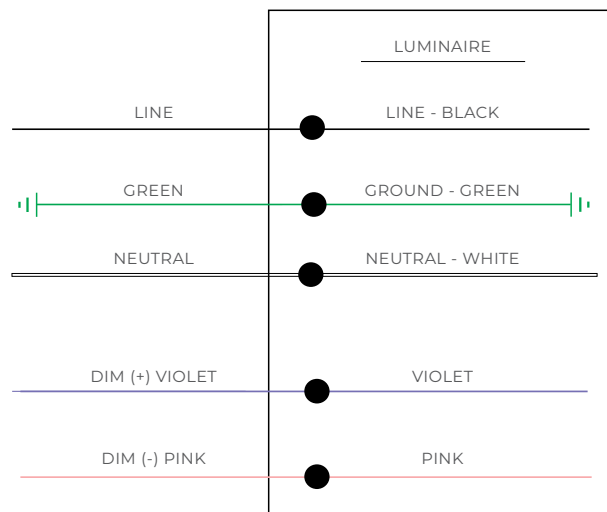 LUMINAIRE
LINE LINE - BLACK
GREEN GROUND - GREEN
NEUTRAL NEUTRAL - WHITE
DIM (+) VIOLET VIOLET
DIM (-) PINK PINK